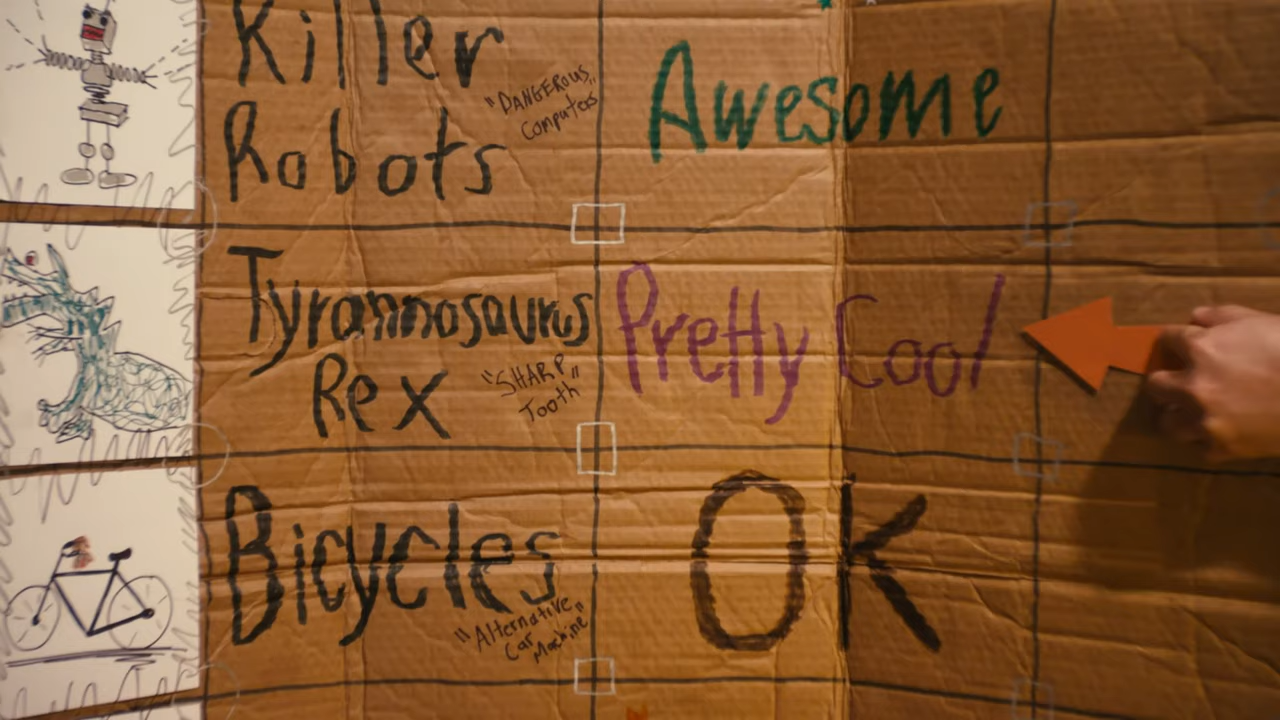 Killer
Robots
"DANGEROUS"
Computers
Awesome
Tyrannosaurus
Rex
"SHARP"
Tooth
Pretty Cool
Bicycles
"Alternative
Car Machine"
OK